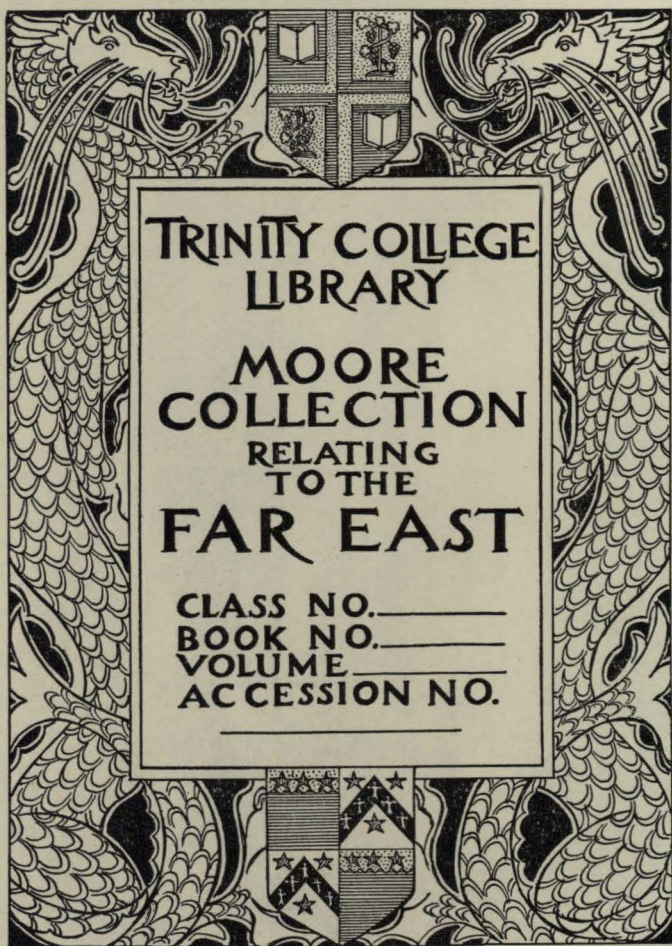 TRINITY COLLEGE
LIBRARY
MOORE
COLLECTION
RELATING
TO THE
FAR EAST
CLASS NO.
BOOK NO.
VOLUME
ACCESSION NO.